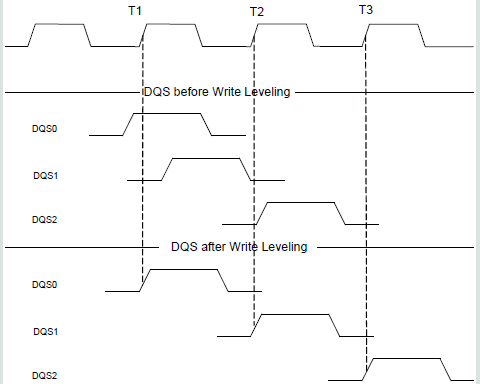 T1 T2 T3
DQS before Write Leveling
DQS0
DQS1
DQS2
DQS after Write Leveling
DQS0
DQS1
DQS2